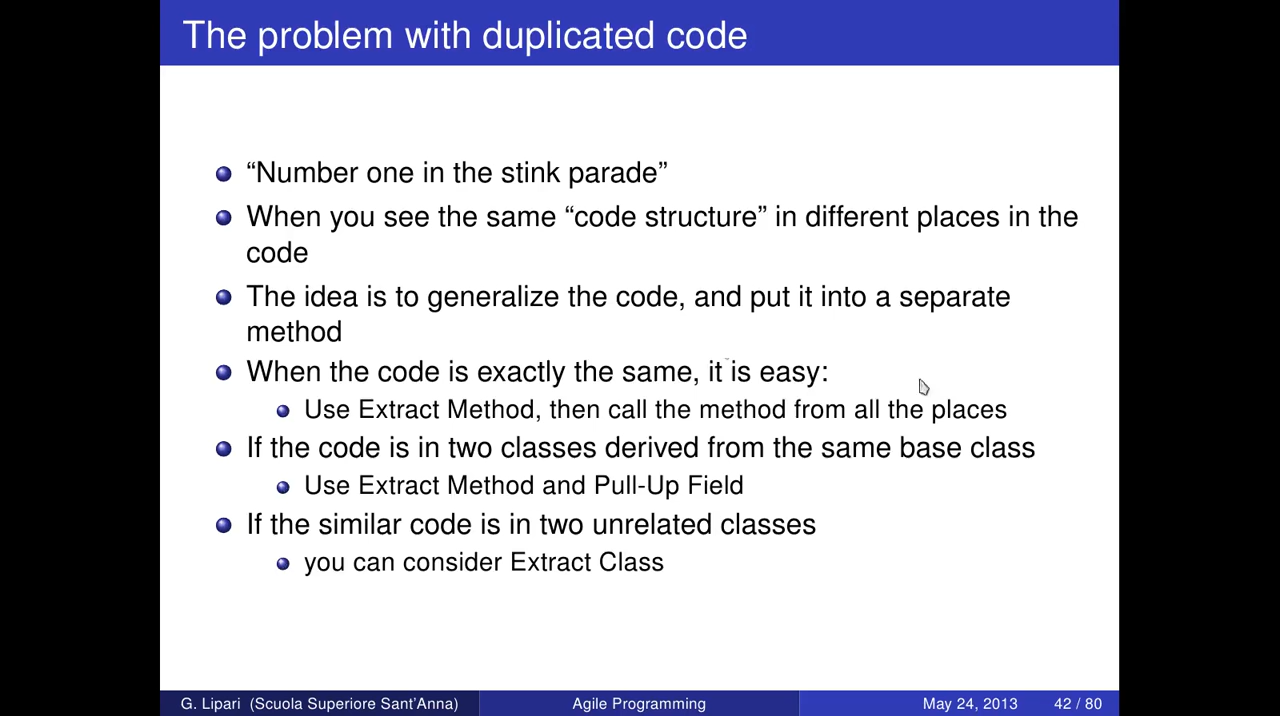 The problem with duplicated code
“Number one in the stink parade”
When you see the same “code structure” in different places in the
code
The idea is to generalize the code, and put it into a separate
method
When the code is exactly the same, it is easy:
Use Extract Method, then call the method from all the places
If the code is in two classes derived from the same base class
Use Extract Method and Pull-Up Field
If the similar code is in two unrelated classes
you can consider Extract Class
G. Lipari (Scuola Superiore Sant’Anna) Agile Programming May 24, 2013 42 / 80